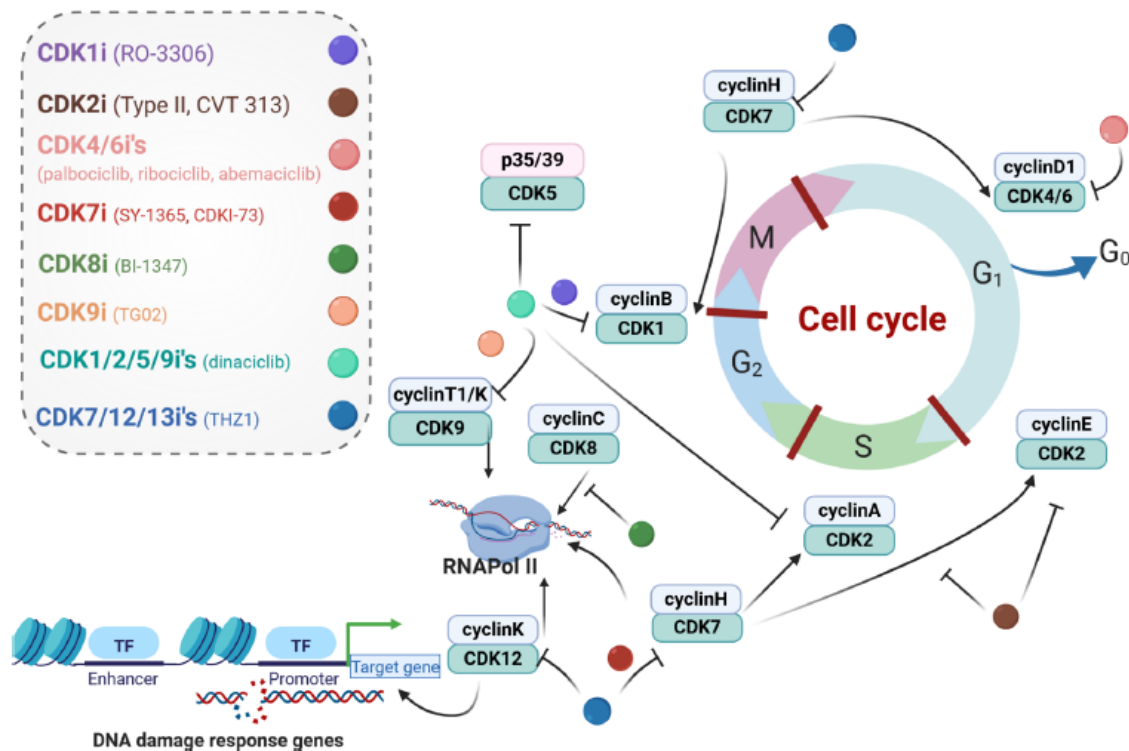 CDK1i (RO-3306)
CDK2i (Type II, CVT 313)
CDK4/6i's
(palbociclib, ribociclib, abemaciclib)
CDK7i (SY-1365, CDKI-73)
CDK8i (BI-1347)
CDK9i (TG02)
CDK1/2/5/9i's (dinaciclib)
CDK7/12/13i's (THZ1)
cyclinH
CDK7
p35/39
CDK5
cyclinD1
CDK4/6
M
G₁
G₀
Cell cycle
G₂
S
cyclinB
CDK1
cyclinT1/K
CDK9
cyclinC
CDK8
cyclinE
CDK2
cyclinA
CDK2
RNAPol II
cyclinH
CDK7
cyclinK
CDK12
TF
TF
Enhancer
Promoter
Target gene
DNA damage response genes